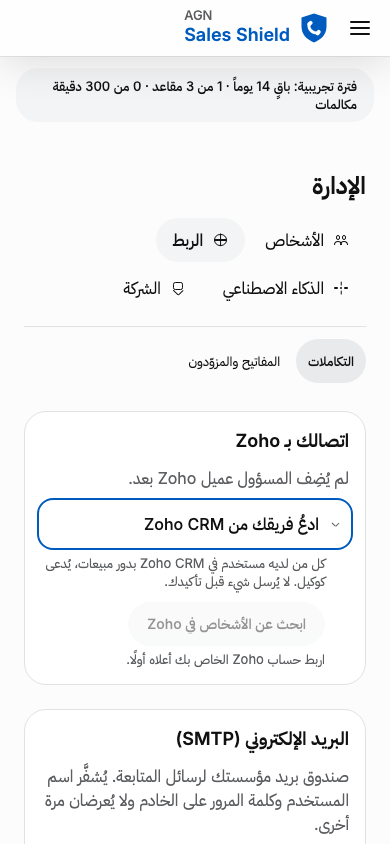 AGN
Sales Shield
فترة تجريبية: باقٍ 14 يوماً · 1 من 3 مقاعد · 0 من 300 دقيقة
مكالمات
الإدارة
الأشخاص
الربط
الذكاء الاصطناعي
الشركة
التكاملات
المفاتيح والمزوّدون
اتصالك بـ Zoho
لم يُضِف المسؤول عميل Zoho بعد.
ادعُ فريقك من Zoho CRM
كل من لديه مستخدم في Zoho CRM بدور مبيعات، يُدعى
كوكيل. لا يُرسل شيء قبل تأكيدك.
ابحث عن الأشخاص في Zoho
اربط حساب Zoho الخاص بك أعلاه أولًا.
البريد الإلكتروني (SMTP)
صندوق بريد مؤسستك لرسائل المتابعة. يُشفَّر اسم
المستخدم وكلمة المرور على الخادم ولا يُعرضان مرة
أخرى.